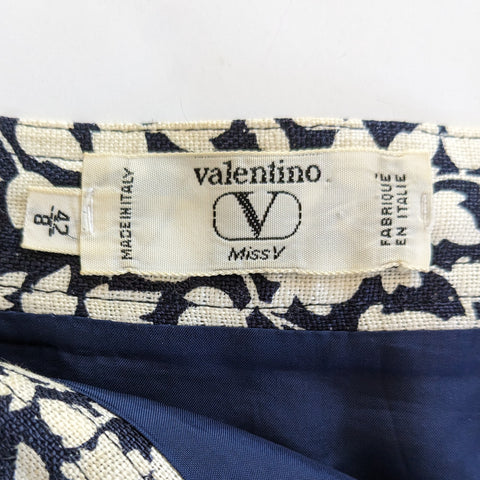 42
8
MADE IN ITALY
valentino
V
Miss V
FABRIQUÉ
EN ITALIE